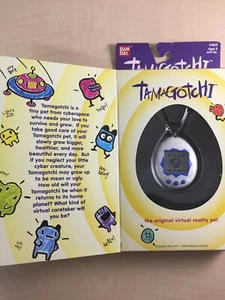 Tamagotchi is a
tiny pet from cyberspace
who needs your love to
survive and grow. If you
take good care of your
Tamagotchi pet, it will
slowly grow bigger,
healthier, and more
beautiful every day. But
if you neglect your little
cyber creature, your
Tamagotchi may grow up
to be mean or ugly.
How old will your
Tamagotchi be when it
returns to its home
planet? What kind of
virtual caretaker will
you be?
hello!
BAN
DAI
TAMAGOTCHI
TAMAGOTCHI
the original virtual reality pet